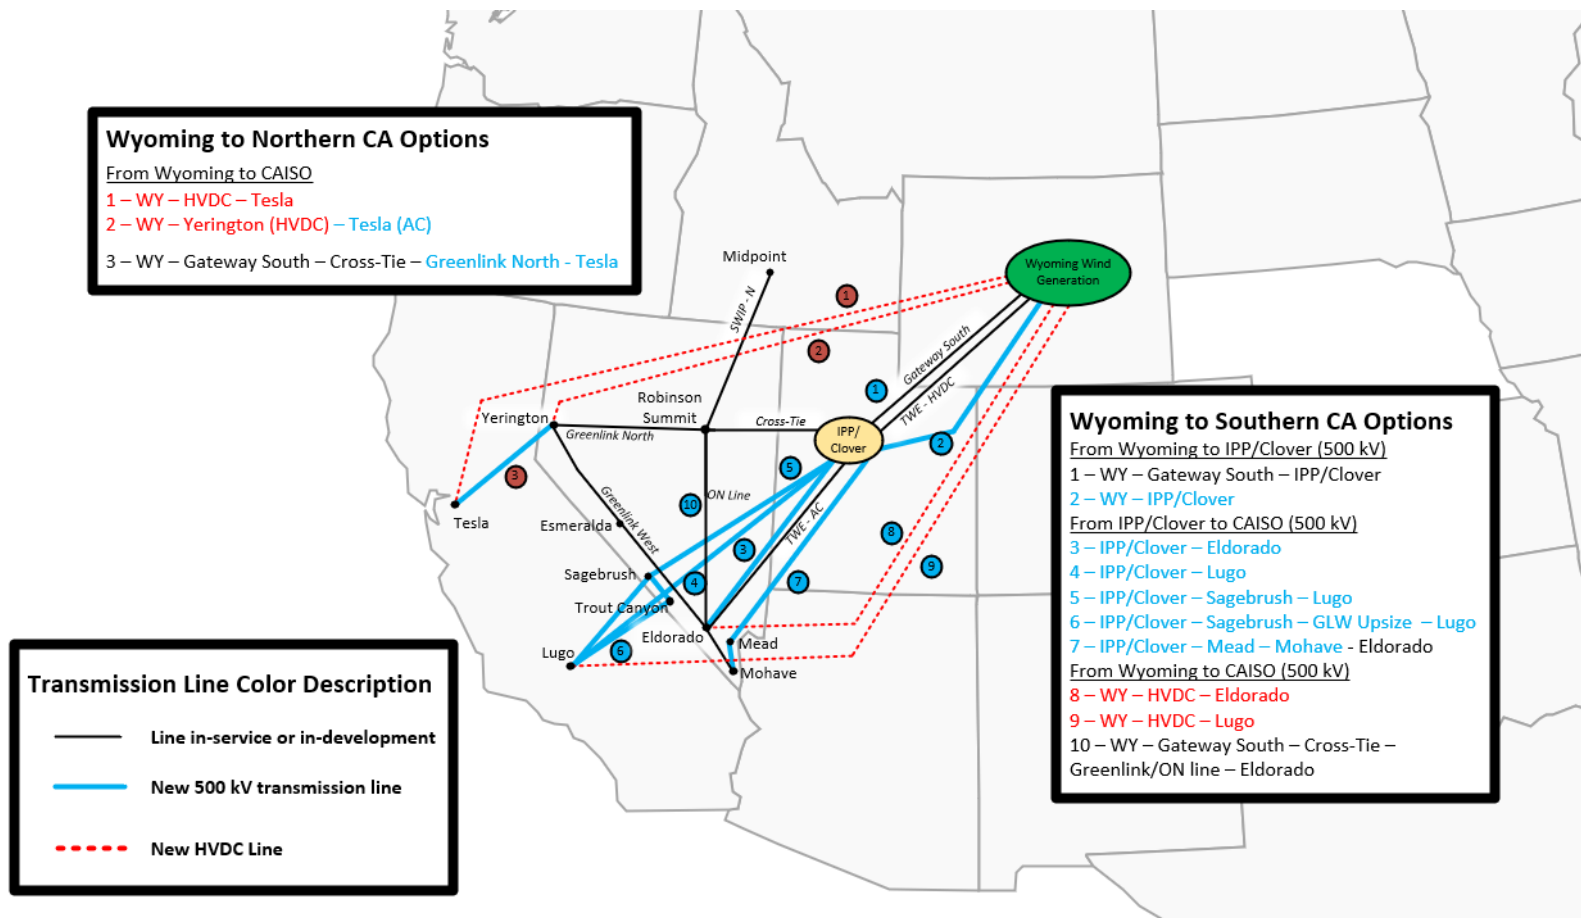 Wyoming to Northern CA Options
From Wyoming to CAISO
1 – WY – HVDC – Tesla
2 – WY – Yerington (HVDC) – Tesla (AC)
3 – WY – Gateway South – Cross-Tie – Greenlink North - Tesla
Midpoint
Wyoming Wind
Generation
1
SWIP - N
2
Gateway South
1
TWE - HVDC
Robinson
Summit
Yerington
Greenlink North
Cross-Tie
IPP/
Clover
2
3
5
Tesla
Greenlink West
10
ON Line
TWE - AC
Esmeralda
8
3
9
Sagebrush
4
7
Trout Canyon
Eldorado
Mead
Lugo
6
Mohave
Wyoming to Southern CA Options
From Wyoming to IPP/Clover (500 kV)
1 – WY – Gateway South – IPP/Clover
2 – WY – IPP/Clover
From IPP/Clover to CAISO (500 kV)
3 – IPP/Clover – Eldorado
4 – IPP/Clover – Lugo
5 – IPP/Clover – Sagebrush – Lugo
6 – IPP/Clover – Sagebrush – GLW Upsize – Lugo
7 – IPP/Clover – Mead – Mohave - Eldorado
From Wyoming to CAISO (500 kV)
8 – WY – HVDC – Eldorado
9 – WY – HVDC – Lugo
10 – WY – Gateway South – Cross-Tie –
Greenlink/ON line – Eldorado
Transmission Line Color Description
Line in-service or in-development
New 500 kV transmission line
New HVDC Line